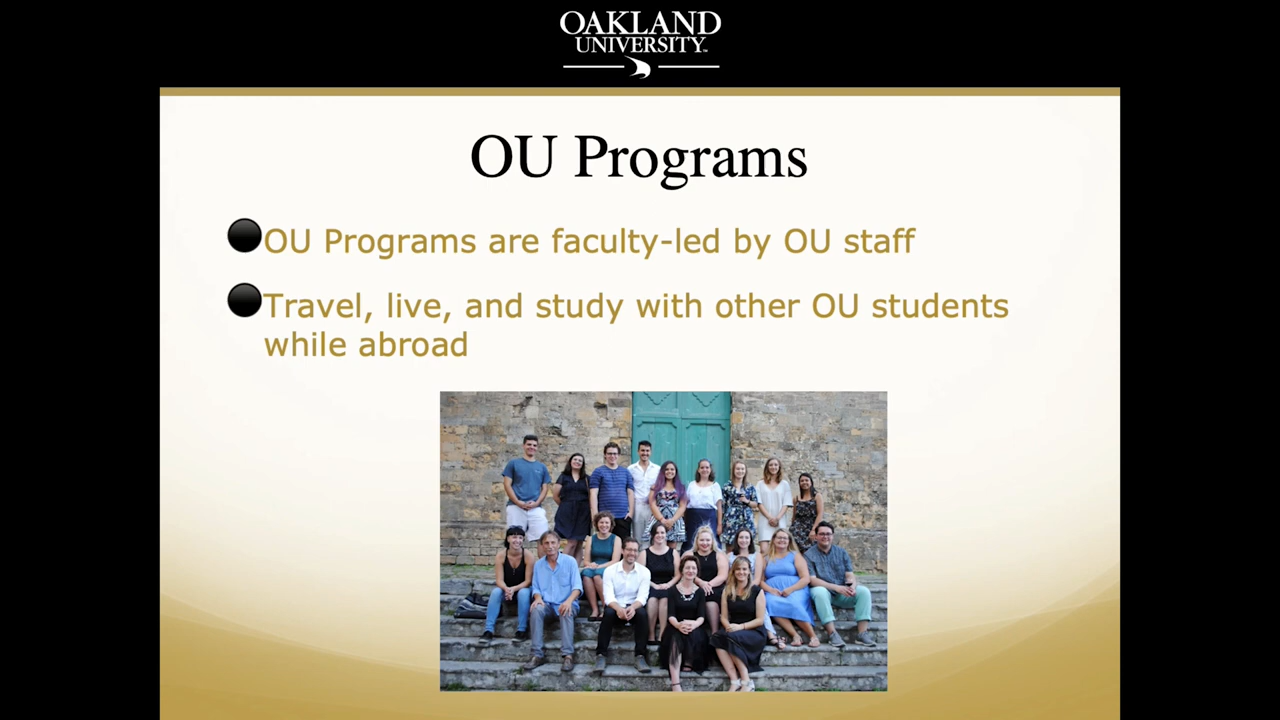 OAKLAND
UNIVERSITY™
OU Programs
OU Programs are faculty-led by OU staff
Travel, live, and study with other OU students
while abroad